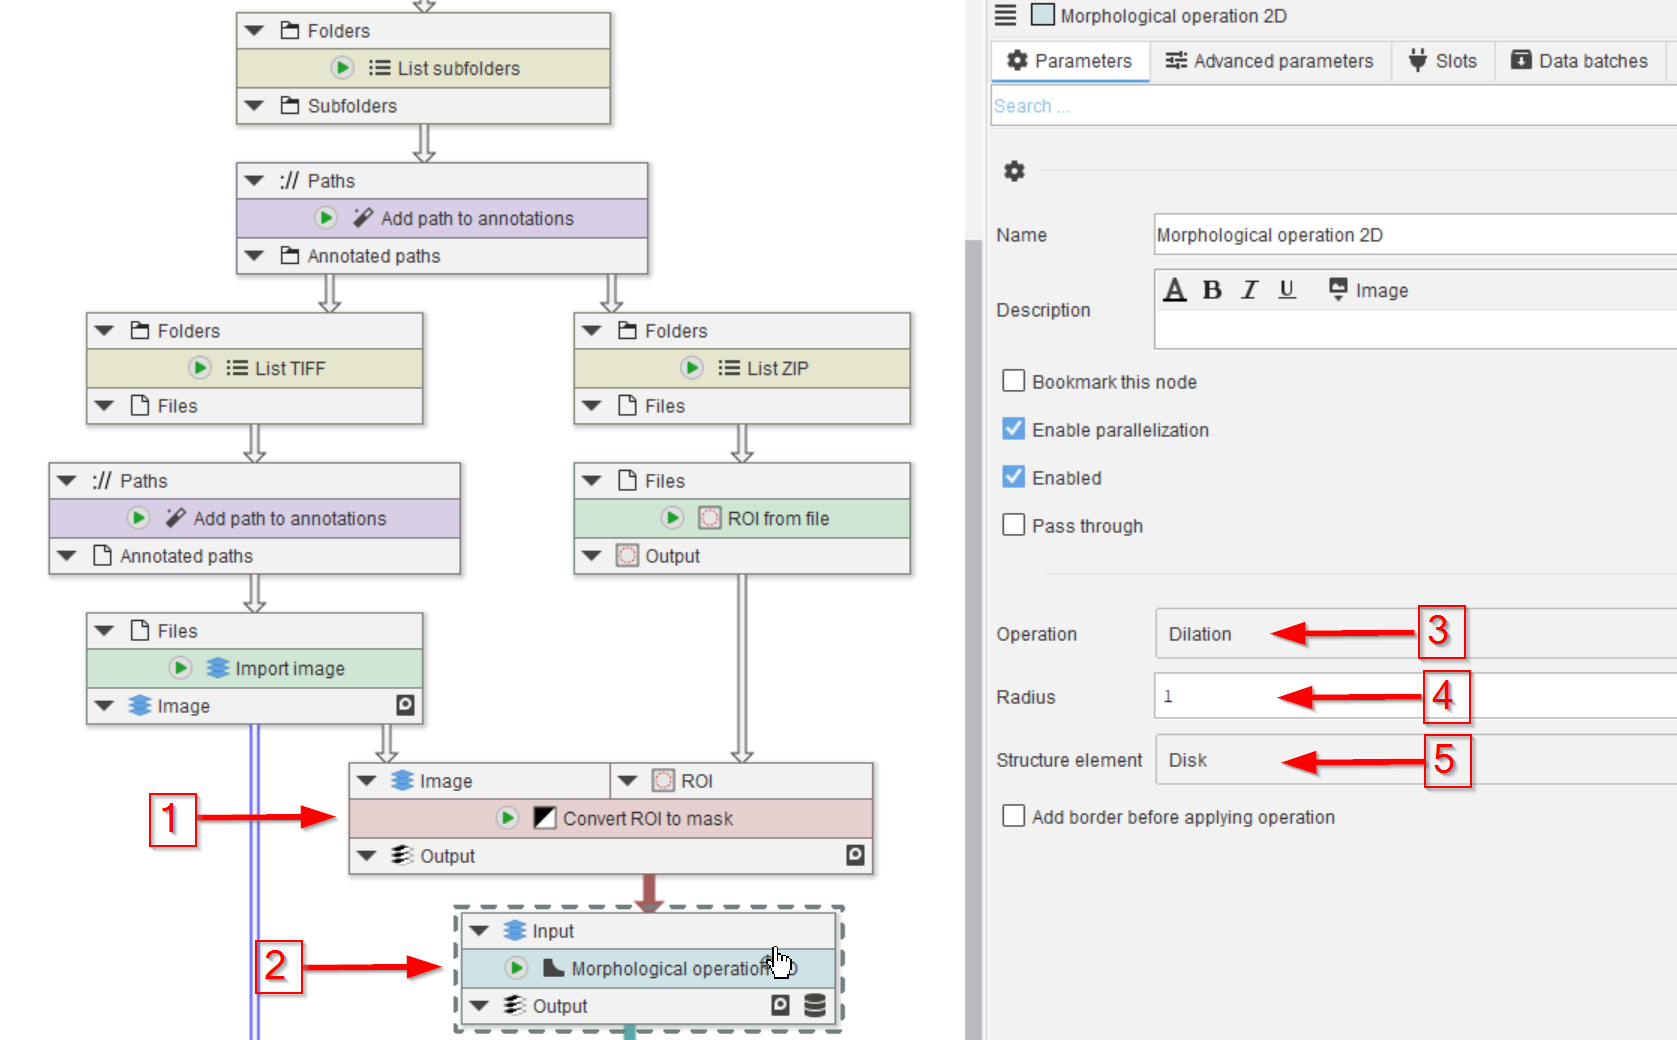 Folders
List subfolders
Subfolders
:// Paths
Add path to annotations
Annotated paths
Folders
List TIFF
Files
Folders
List ZIP
Files
:// Paths
Add path to annotations
Annotated paths
Files
ROI from file
Output
Files
Import image
Image
Image
ROI
Convert ROI to mask
Output
1
Input
Morphological operation
Output
2
Morphological operation 2D
Parameters
Advanced parameters
Slots
Data batches
Search ...
Name
Morphological operation 2D
Description
A B I U Image
Bookmark this node
Enable parallelization
Enabled
Pass through
Operation
Dilation
3
Radius
1
4
Structure element
Disk
5
Add border before applying operation